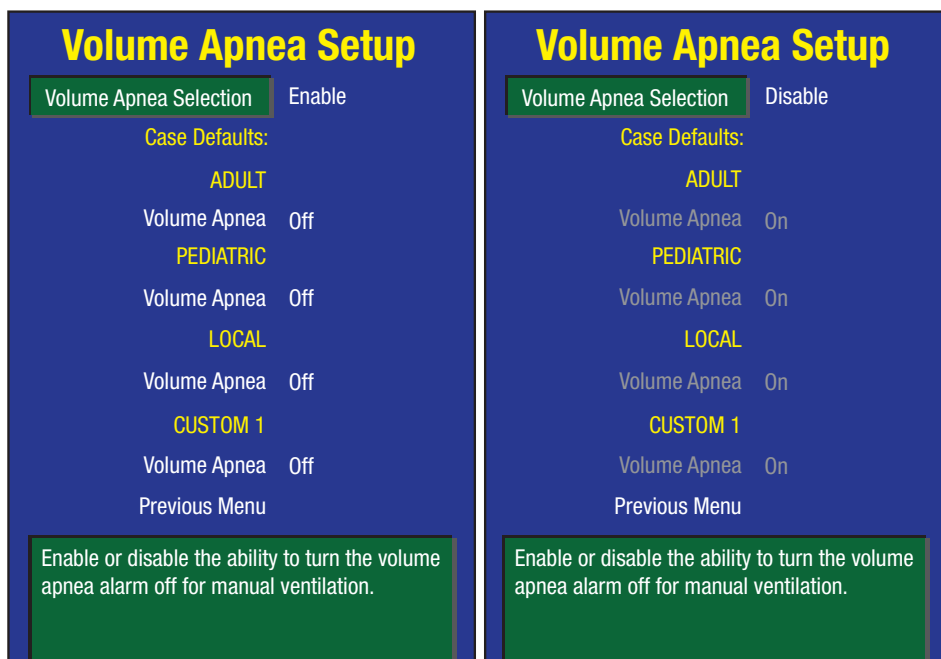 Volume Apnea Setup
Volume Apnea Selection Enable
Case Defaults:
ADULT
Volume Apnea Off
PEDIATRIC
Volume Apnea Off
LOCAL
Volume Apnea Off
CUSTOM 1
Volume Apnea Off
Previous Menu
Enable or disable the ability to turn the volume
apnea alarm off for manual ventilation.
Volume Apnea Setup
Volume Apnea Selection Disable
Case Defaults:
ADULT
Volume Apnea On
PEDIATRIC
Volume Apnea On
LOCAL
Volume Apnea On
CUSTOM 1
Volume Apnea On
Previous Menu
Enable or disable the ability to turn the volume
apnea alarm off for manual ventilation.